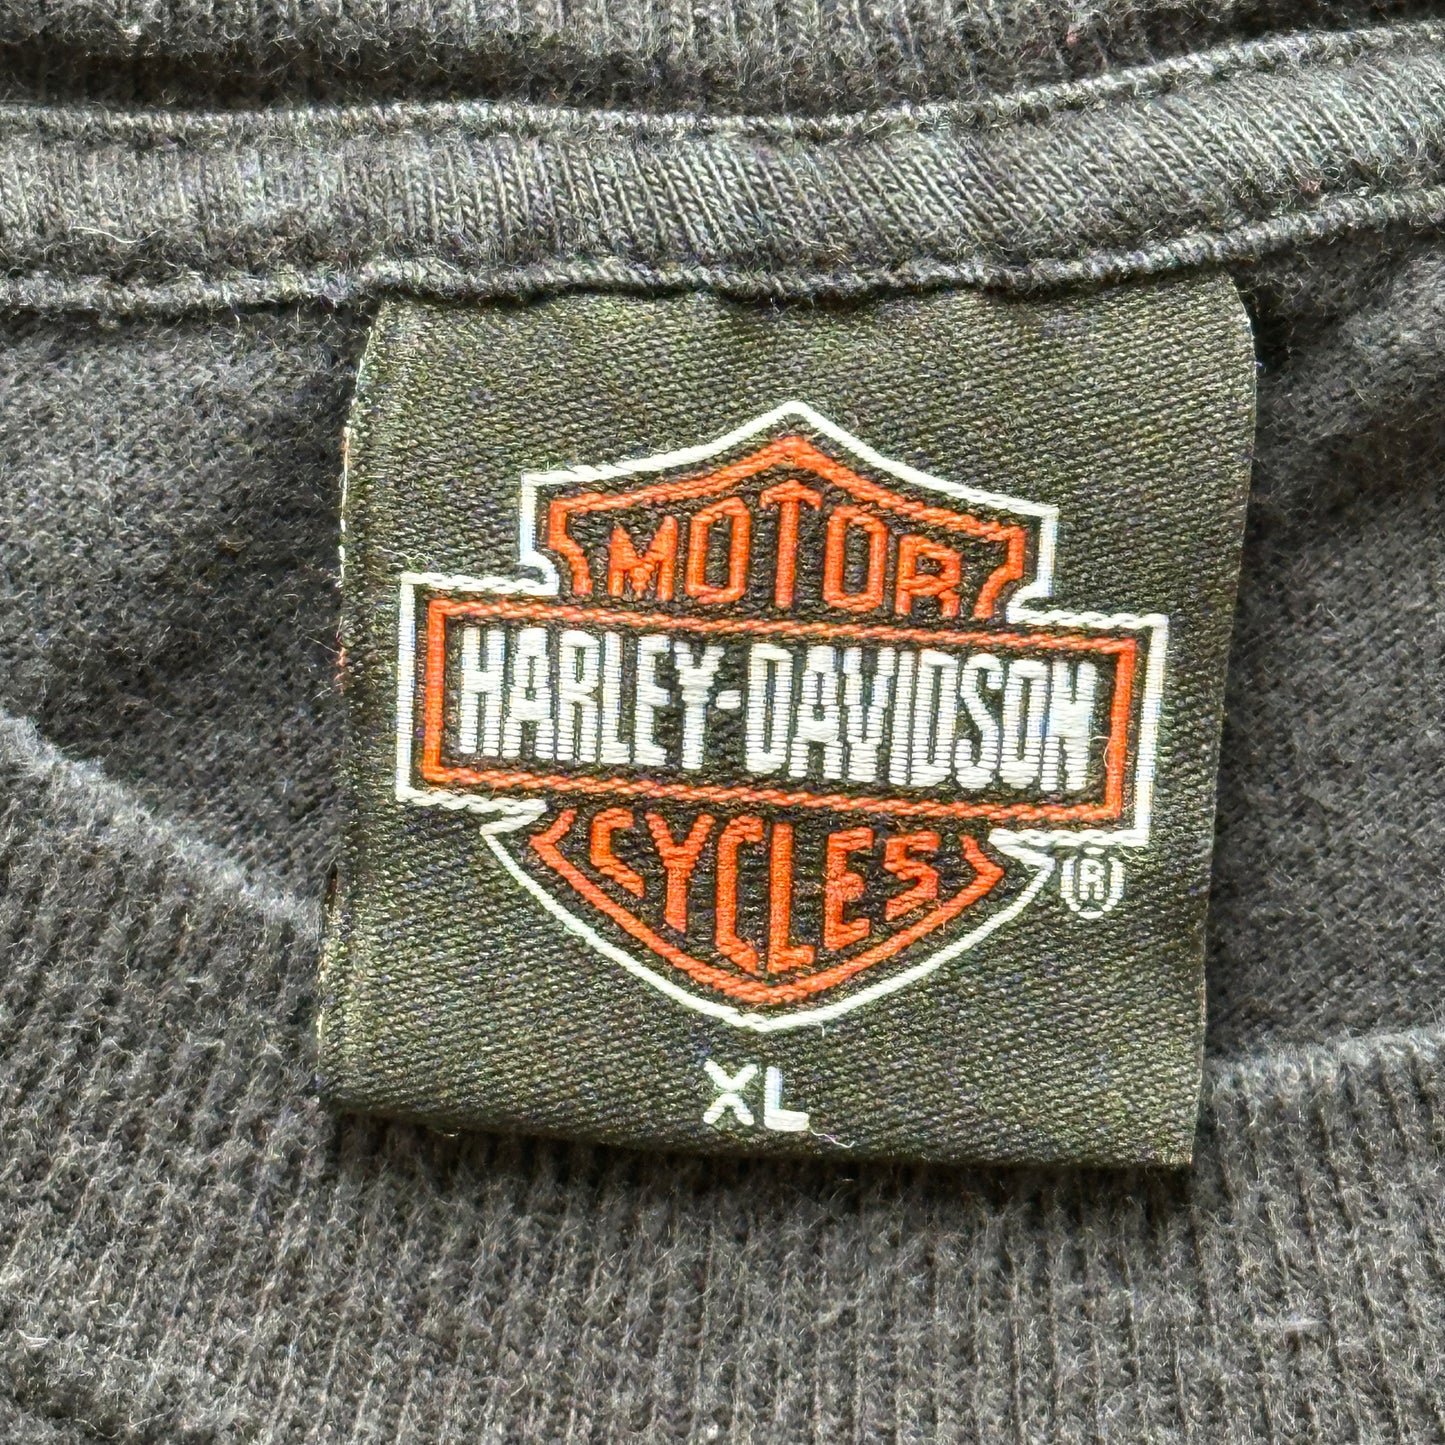 MOTOR
HARLEY-DAVIDSON
CYCLES
®
XL